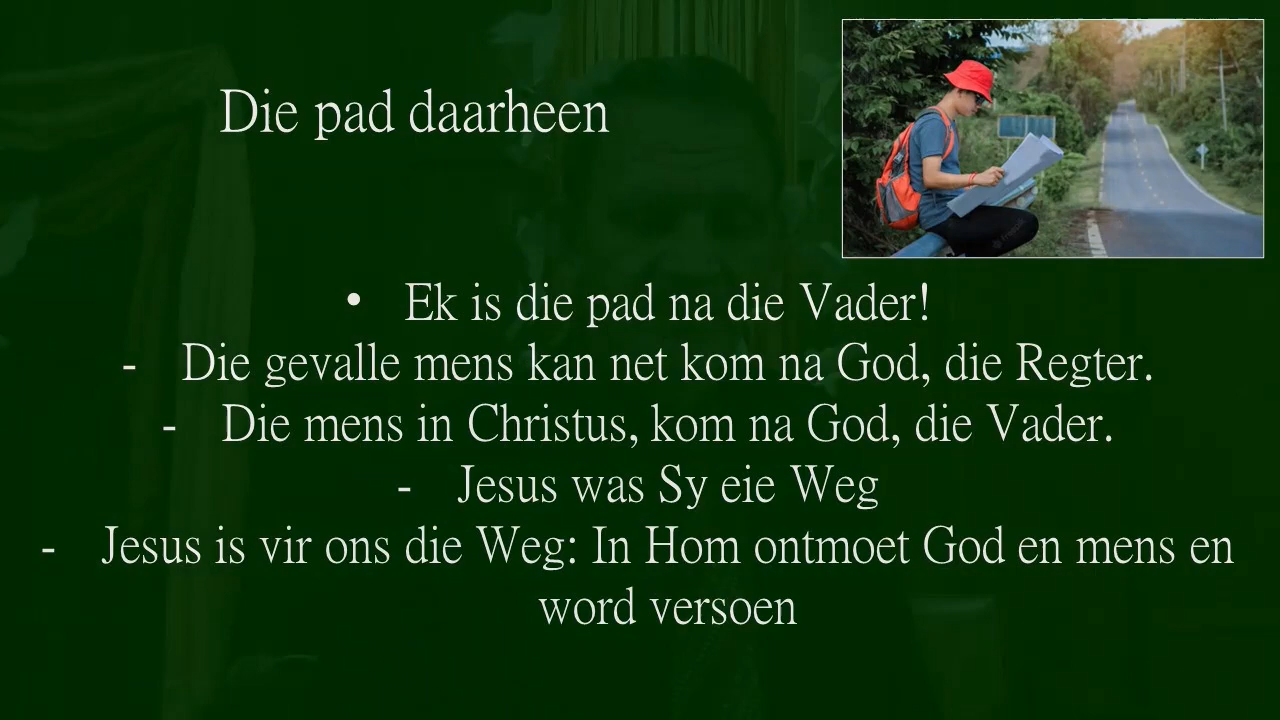 Die pad daarheen
• Ek is die pad na die Vader!
- Die gevalle mens kan net kom na God, die Regter.
- Die mens in Christus, kom na God, die Vader.
- Jesus was Sy eie Weg
- Jesus is vir ons die Weg: In Hom ontmoet God en mens en
word versoen